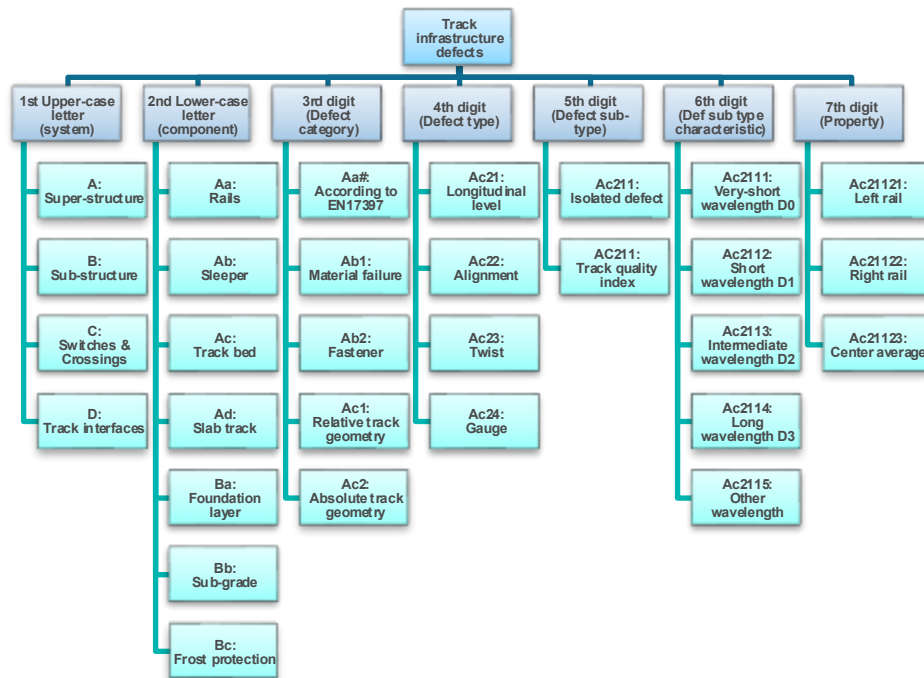 Track
infrastructure
defects
1st Upper-case
letter
(system)
A:
Super-structure
B:
Sub-structure
C:
Switches &
Crossings
D:
Track interfaces
2nd Lower-case
letter
(component)
Aa:
Rails
Ab:
Sleeper
Ac:
Track bed
Ad:
Slab track
Ba:
Foundation
layer
Bb:
Sub-grade
Bc:
Frost protection
3rd digit
(Defect
category)
Aa#:
According to
EN17397
Ab1:
Material failure
Ab2:
Fastener
Ac1:
Relative track
geometry
Ac2:
Absolute track
geometry
4th digit
(Defect type)
Ac21:
Longitudinal
level
Ac22:
Alignment
Ac23:
Twist
Ac24:
Gauge
5th digit
(Defect sub-
type)
Ac211:
Isolated defect
AC211:
Track quality
index
6th digit
(Def sub type
characteristic)
Ac2111:
Very-short
wavelength D0
Ac2112:
Short
wavelength D1
Ac2113:
Intermediate
wavelength D2
Ac2114:
Long
wavelength D3
Ac2115:
Other
wavelength
7th digit
(Property)
Ac21121:
Left rail
Ac21122:
Right rail
Ac21123:
Center average